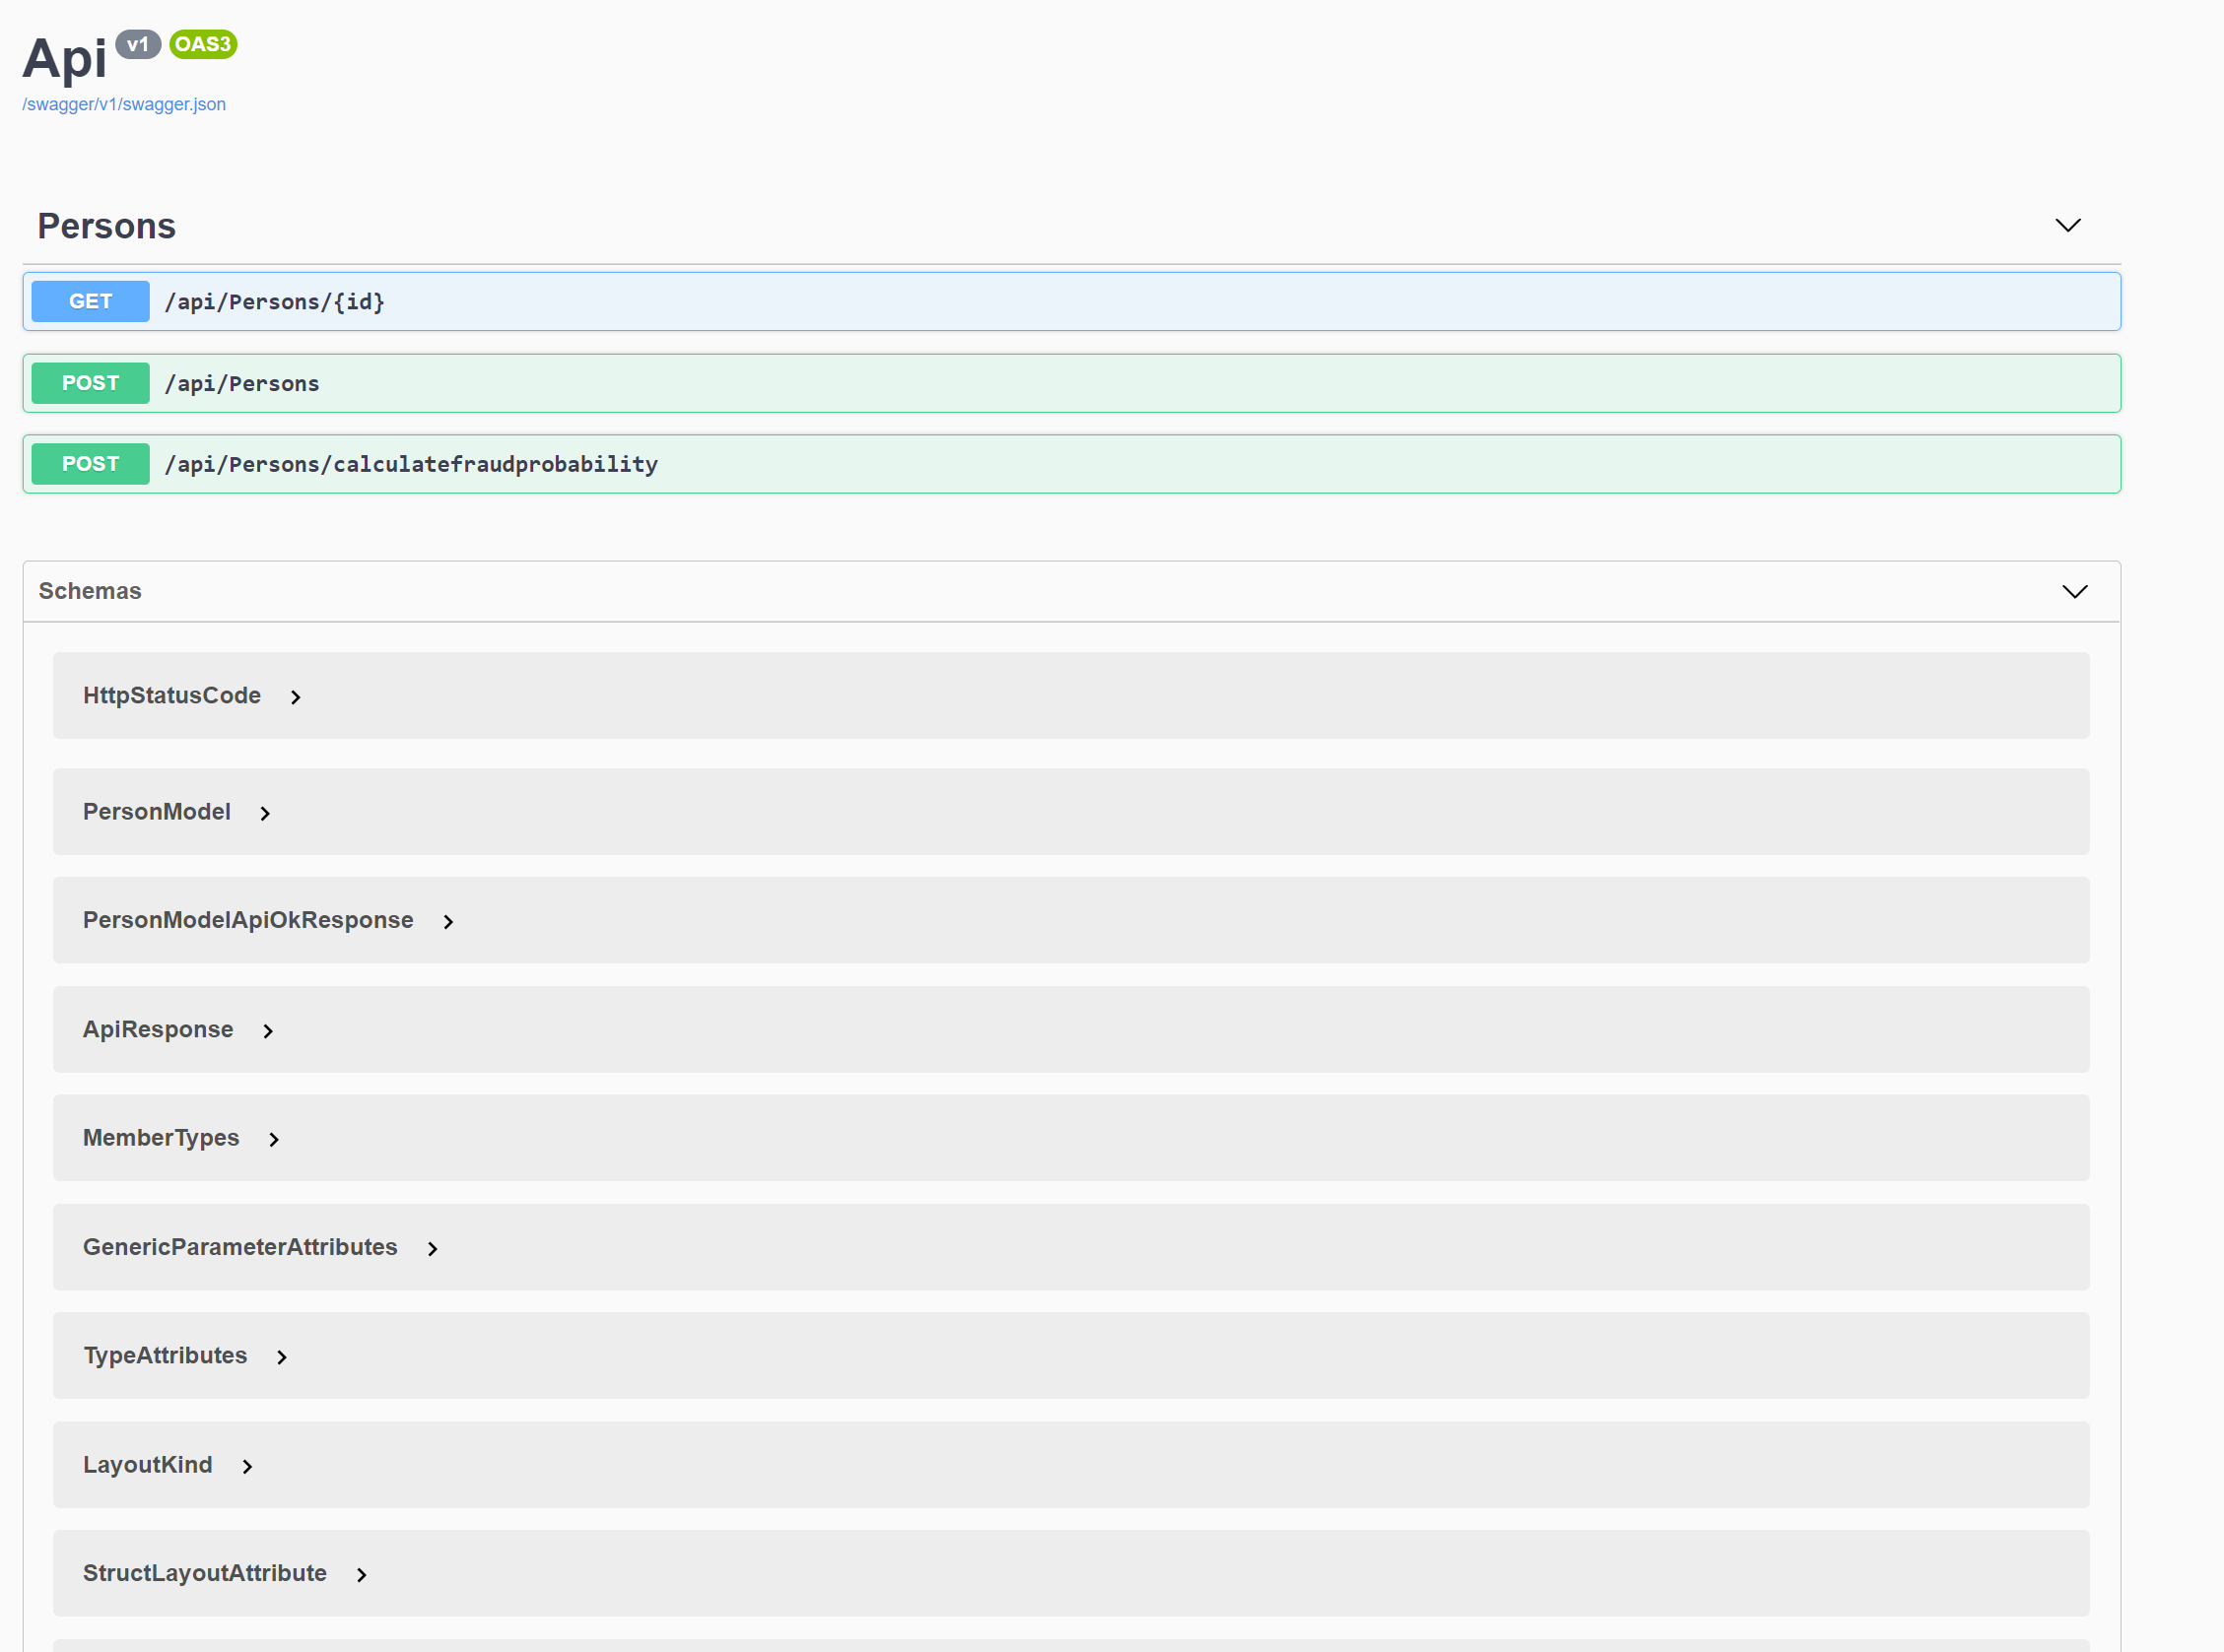 Api v1 OAS3
/swagger/v1/swagger.json
Persons
GET /api/Persons/{id}
POST /api/Persons
POST /api/Persons/calculatefraudprobability
Schemas
HttpStatusCode
PersonModel
PersonModelApiOkResponse
ApiResponse
MemberTypes
GenericParameterAttributes
TypeAttributes
LayoutKind
StructLayoutAttribute